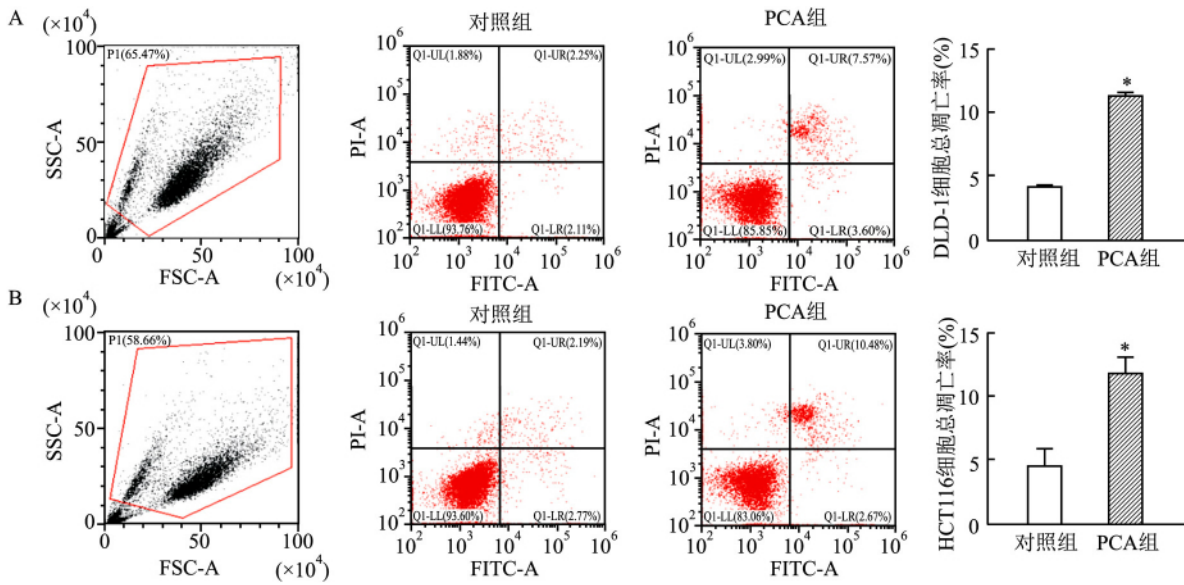 A
(×10⁴)
100
50
0
P1(65.47%)
SSC-A
0
50
100
FSC-A
(×10⁴)
对照组
Q1-UL(1.88%)
Q1-UR(2.25%)
Q1-LL(93.76%)
Q1-LR(2.11%)
PI-A
10⁶
10⁵
10⁴
10³
10²
10² 10³ 10⁴ 10⁵ 10⁶
FITC-A
PCA组
Q1-UL(2.99%)
Q1-UR(7.57%)
Q1-LL(85.85%)
Q1-LR(3.60%)
PI-A
10⁶
10⁵
10⁴
10³
10²
10² 10³ 10⁴ 10⁵ 10⁶
FITC-A
DLD-1细胞总凋亡率(%)
15
10
5
0
*
对照组 PCA组
B
(×10⁴)
100
50
0
P1(58.66%)
SSC-A
0
50
100
FSC-A
(×10⁴)
对照组
Q1-UL(1.44%)
Q1-UR(2.19%)
Q1-LL(93.60%)
Q1-LR(2.77%)
PI-A
10⁶
10⁵
10⁴
10³
10²
10² 10³ 10⁴ 10⁵ 10⁶
FITC-A
PCA组
Q1-UL(3.80%)
Q1-UR(10.48%)
Q1-LL(83.06%)
Q1-LR(2.67%)
PI-A
10⁶
10⁵
10⁴
10³
10²
10² 10³ 10⁴ 10⁵ 10⁶
FITC-A
HCT116细胞总凋亡率(%)
15
10
5
0
*
对照组 PCA组